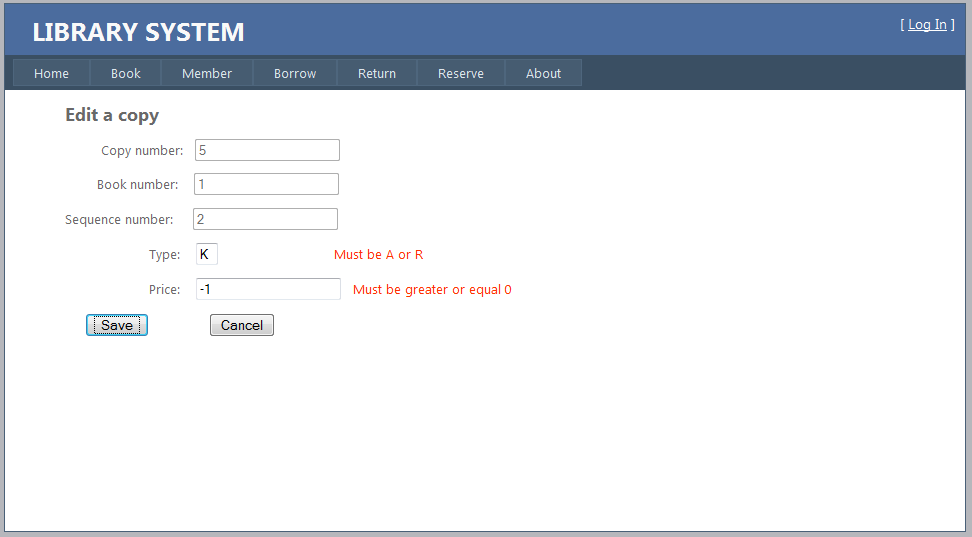 LIBRARY SYSTEM
[ Log In ]
Home Book Member Borrow Return Reserve About
Edit a copy
Copy number: 5
Book number: 1
Sequence number: 2
Type: K Must be A or R
Price: -1 Must be greater or equal 0
Save Cancel